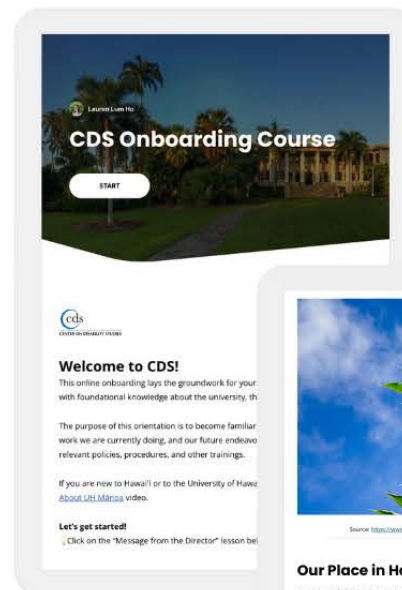 Lauren Lum Ho
CDS Onboarding Course
START
cds
CENTER ON DISABILITY STUDIES
Welcome to CDS!
This online onboarding lays the groundwork for your
with foundational knowledge about the university, th
The purpose of this orientation is to become familiar
work we are currently doing, and our future endeavo
relevant policies, procedures, and other trainings.
If you are new to Hawai'i or to the University of Hawa
About UH Mānoa video.
Let's get started!
Click on the "Message from the Director" lesson bel
Source: https://www
Our Place in Ha